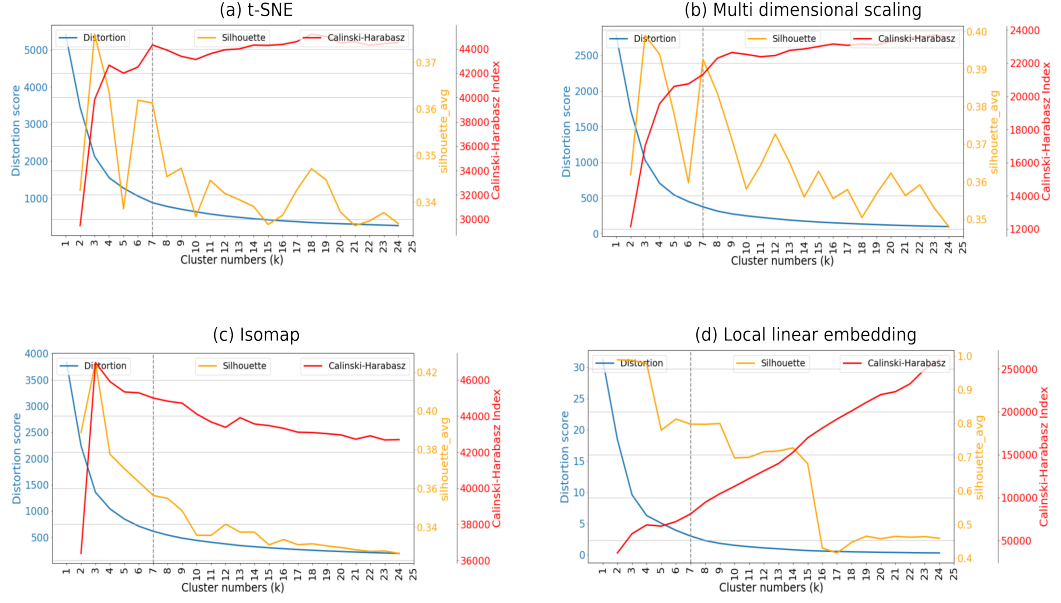 (a) t-SNE
Distortion
Silhouette
Calinski-Harabasz
Distortion score
5000
4000
3000
2000
1000
silhouette_avg
0.37
0.36
0.35
0.34
Calinski-Harabasz Index
44000
42000
40000
38000
36000
34000
32000
30000
1 2 3 4 5 6 7 8 9 10 11 12 13 14 15 16 17 18 19 20 21 22 23 24 25
Cluster numbers (k)
(b) Multi dimensional scaling
Distortion
Silhouette
Calinski-Harabasz
Distortion score
2500
2000
1500
1000
500
0
silhouette_avg
0.40
0.39
0.38
0.37
0.36
0.35
Calinski-Harabasz Index
24000
22000
20000
18000
16000
14000
12000
1 2 3 4 5 6 7 8 9 10 11 12 13 14 15 16 17 18 19 20 21 22 23 24 25
Cluster numbers (k)
(c) Isomap
Distortion
Silhouette
Calinski-Harabasz
Distortion score
4000
3500
3000
2500
2000
1500
1000
500
silhouette_avg
0.42
0.40
0.38
0.36
0.34
Calinski-Harabasz Index
46000
44000
42000
40000
38000
36000
1 2 3 4 5 6 7 8 9 10 11 12 13 14 15 16 17 18 19 20 21 22 23 24 25
Cluster numbers (k)
(d) Local linear embedding
Distortion
Silhouette
Calinski-Harabasz
Distortion score
30
25
20
15
10
5
0
silhouette_avg
1.0
0.9
0.8
0.7
0.6
0.5
0.4
Calinski-Harabasz Index
250000
200000
150000
100000
50000
1 2 3 4 5 6 7 8 9 10 11 12 13 14 15 16 17 18 19 20 21 22 23 24 25
Cluster numbers (k)